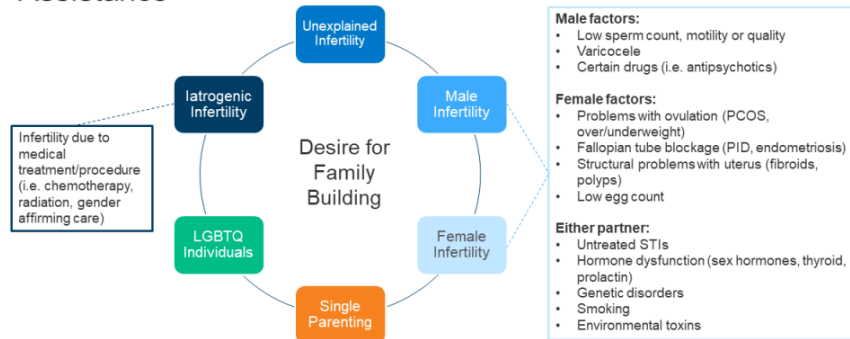 Assistance
Unexplained
Infertility
Iatrogenic
Infertility
Male
Infertility
Desire for
Family
Building
LGBTQ
Individuals
Female
Infertility
Single
Parenting
Infertility due to
medical
treatment/procedure
(i.e. chemotherapy,
radiation, gender
affirming care)
Male factors:
• Low sperm count, motility or quality
• Varicocele
• Certain drugs (i.e. antipsychotics)
Female factors:
• Problems with ovulation (PCOS,
over/underweight)
• Fallopian tube blockage (PID, endometriosis)
• Structural problems with uterus (fibroids,
polyps)
• Low egg count
Either partner:
• Untreated STIs
• Hormone dysfunction (sex hormones, thyroid,
prolactin)
• Genetic disorders
• Smoking
• Environmental toxins